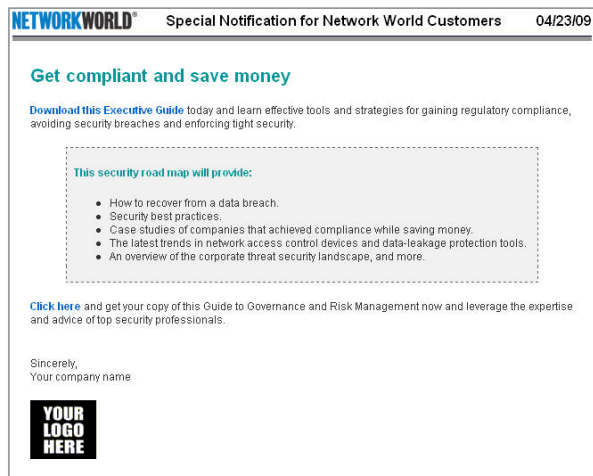 NETWORKWORLD® Special Notification for Network World Customers 04/23/09
Get compliant and save money
Download this Executive Guide today and learn effective tools and strategies for gaining regulatory compliance,
avoiding security breaches and enforcing tight security.
This security road map will provide:
• How to recover from a data breach.
• Security best practices.
• Case studies of companies that achieved compliance while saving money.
• The latest trends in network access control devices and data-leakage protection tools.
• An overview of the corporate threat security landscape, and more.
Click here and get your copy of this Guide to Governance and Risk Management now and leverage the expertise
and advice of top security professionals.
Sincerely,
Your company name
YOUR
LOGO
HERE